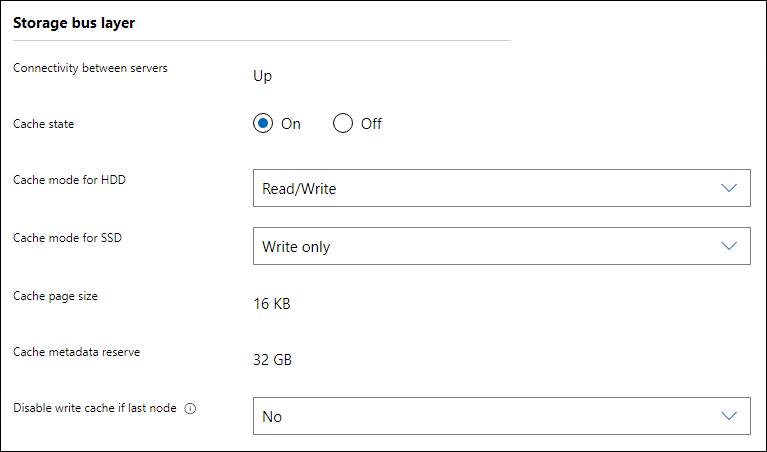 Storage bus layer
Connectivity between servers
Up
Cache state
On Off
Cache mode for HDD
Read/Write
Cache mode for SSD
Write only
Cache page size
16 KB
Cache metadata reserve
32 GB
Disable write cache if last node
No